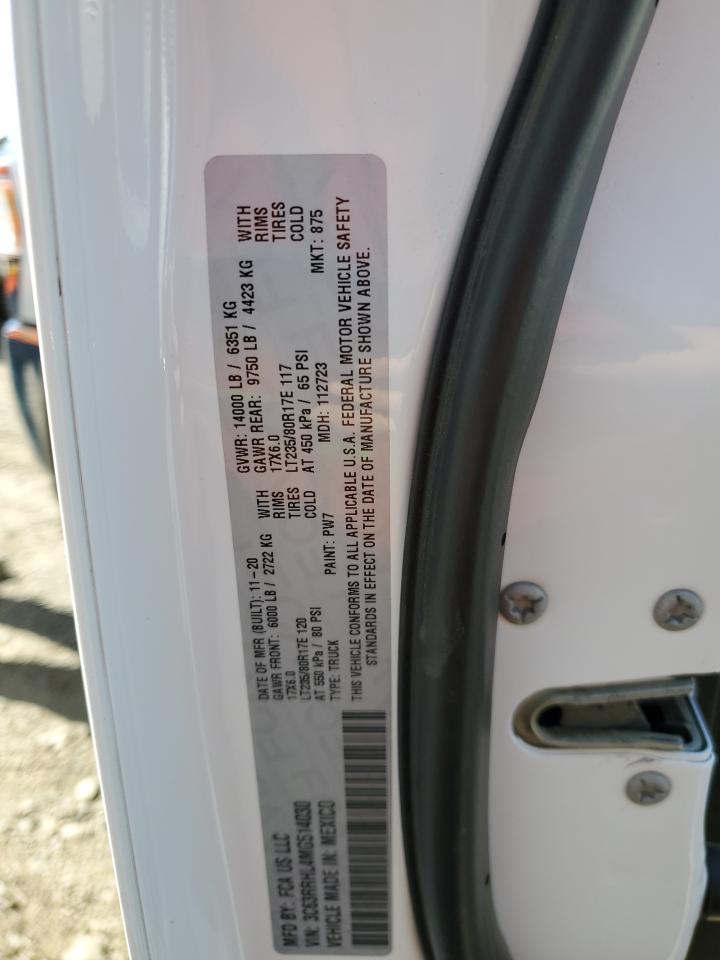 MFD BY: FCA US LLC
VIN: 3C63RRHL4MG514030
VEHICLE MADE IN: MEXICO
DATE OF MFR (BUILT): 11-20
GVWR: 14000 LB / 6351 KG
GAWR FRONT: 6000 LB / 2722 KG WITH
17X6.0 RIMS
LT235/80R17E 120 TIRES
AT 550 kPa / 80 PSI COLD
GAWR REAR: 9750 LB / 4423 KG WITH
17X6.0 RIMS
LT235/80R17E 117 TIRES
AT 450 kPa / 65 PSI COLD
TYPE: TRUCK PAINT: PW7 MDH: 112723 MKT: 875
THIS VEHICLE CONFORMS TO ALL APPLICABLE U.S.A. FEDERAL MOTOR VEHICLE SAFETY
STANDARDS IN EFFECT ON THE DATE OF MANUFACTURE SHOWN ABOVE.